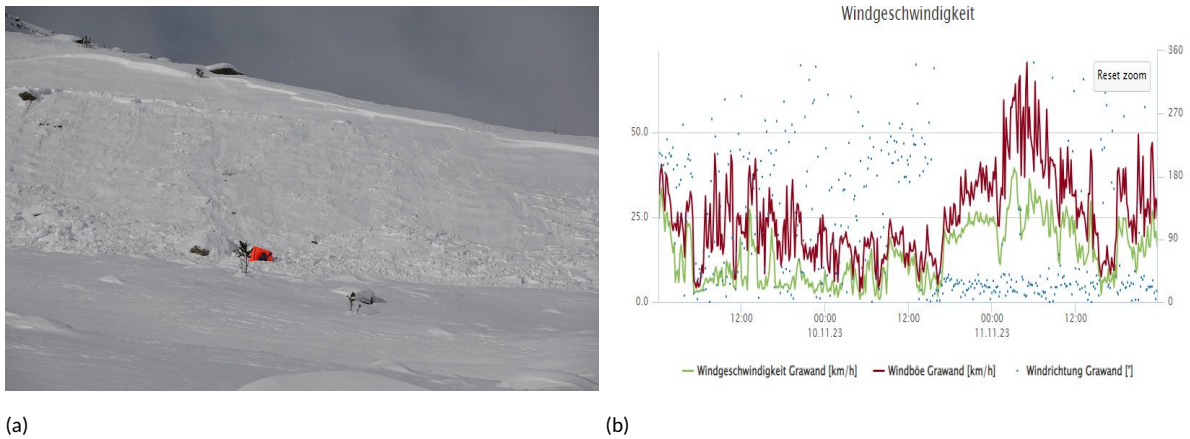 Windgeschwindigkeit
360
Reset zoom
50.0
270
180
25.0
90
0.0
0
12:00
00:00
12:00
00:00
12:00
10.11.23
11.11.23
Windgeschwindigkeit Grawand [km/h]
Windböe Grawand [km/h]
Windrichtung Grawand [°]
(a)
(b)